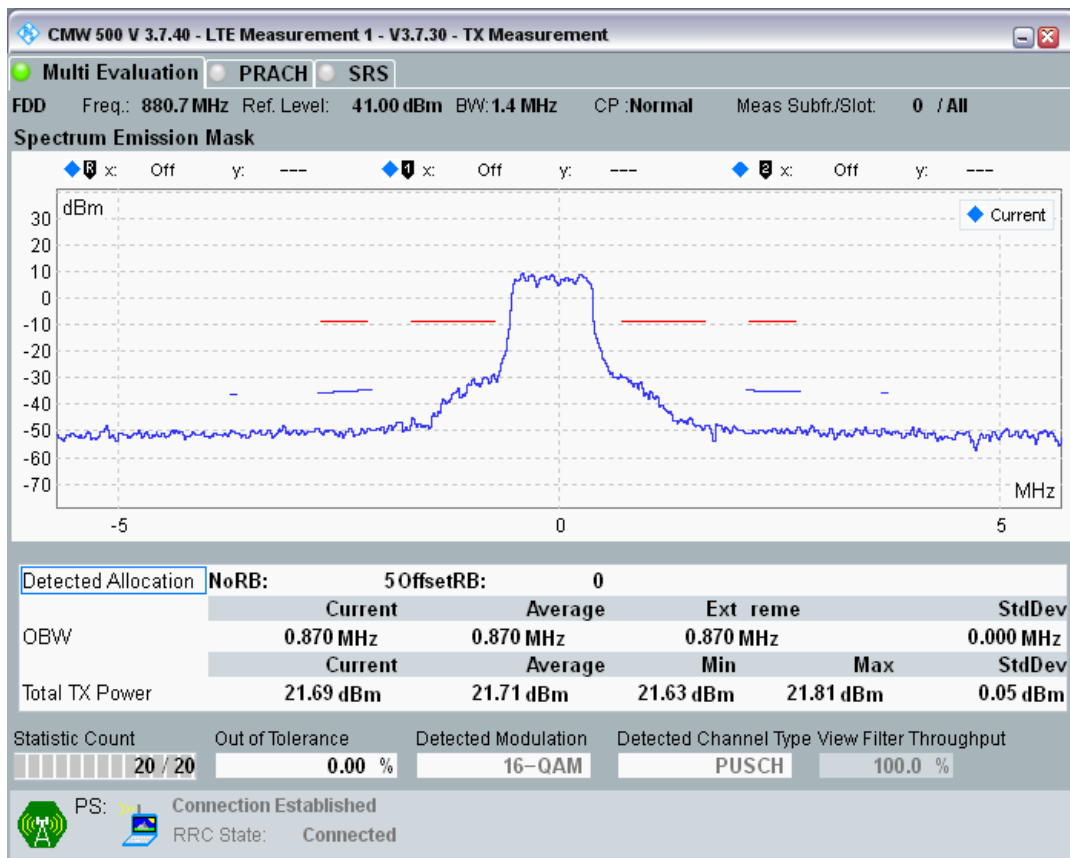 CMW 500 V 3.7.40 - LTE Measurement 1 - V3.7.30 - TX Measurement
Multi Evaluation PRACH SRS
FDD Freq.: 880.7 MHz Ref. Level: 41.00 dBm BW: 1.4 MHz CP :Normal Meas Subfr./Slot: 0 / All
Spectrum Emission Mask
R x: Off y: --- 1 x: Off y: --- 2 x: Off y: ---
dBm
Current
30
20
10
0
-10
-20
-30
-40
-50
-60
-70
MHz
-5 0 5
Detected Allocation NoRB: 5 OffsetRB: 0
Current Average Ext reme StdDev
OBW 0.870 MHz 0.870 MHz 0.870 MHz 0.000 MHz
Current Average Min Max StdDev
Total TX Power 21.69 dBm 21.71 dBm 21.63 dBm 21.81 dBm 0.05 dBm
Statistic Count Out of Tolerance Detected Modulation Detected Channel Type View Filter Throughput
20 / 20 0.00 % 16-QAM PUSCH 100.0 %
PS: Connection Established
RRC State: Connected